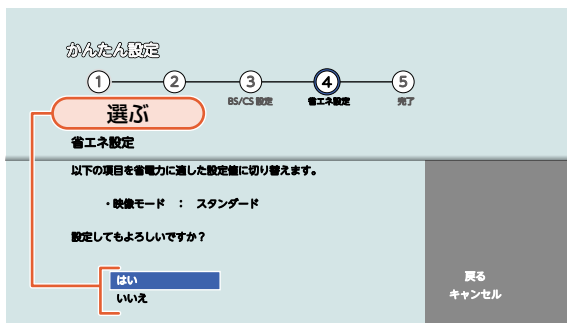 かんたん設定
1 2 3 4 5
選ぶ
BS/CS 設定 省エネ設定 完了
省エネ設定
以下の項目を省電力に適した設定値に切り替えます。
・映像モード ： スタンダード
設定してもよろしいですか？
はい
いいえ
戻る
キャンセル